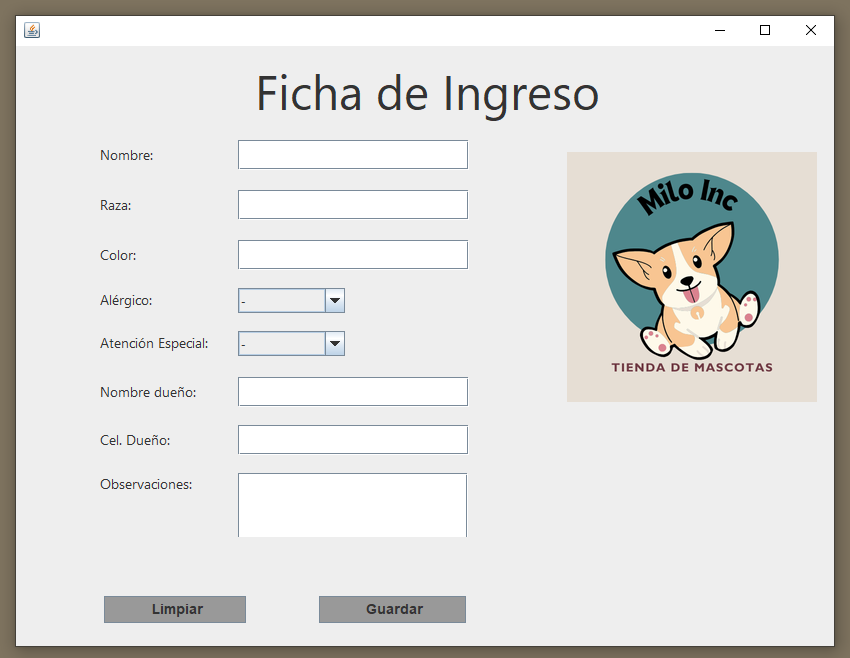 Ficha de Ingreso
Nombre:
Raza:
Color:
Alérgico:
-
Atención Especial:
-
Nombre dueño:
Cel. Dueño:
Observaciones:
Milo Inc
TIENDA DE MASCOTAS
Limpiar
Guardar